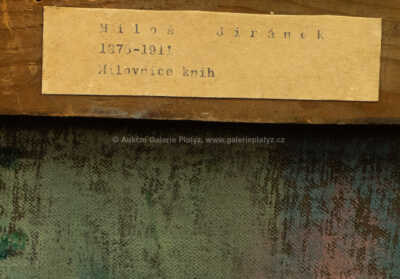 Miloš Jiránek
1875-1911
Milovnice knih
© Aukční Galerie Platýz, www.galerieplatyz.cz